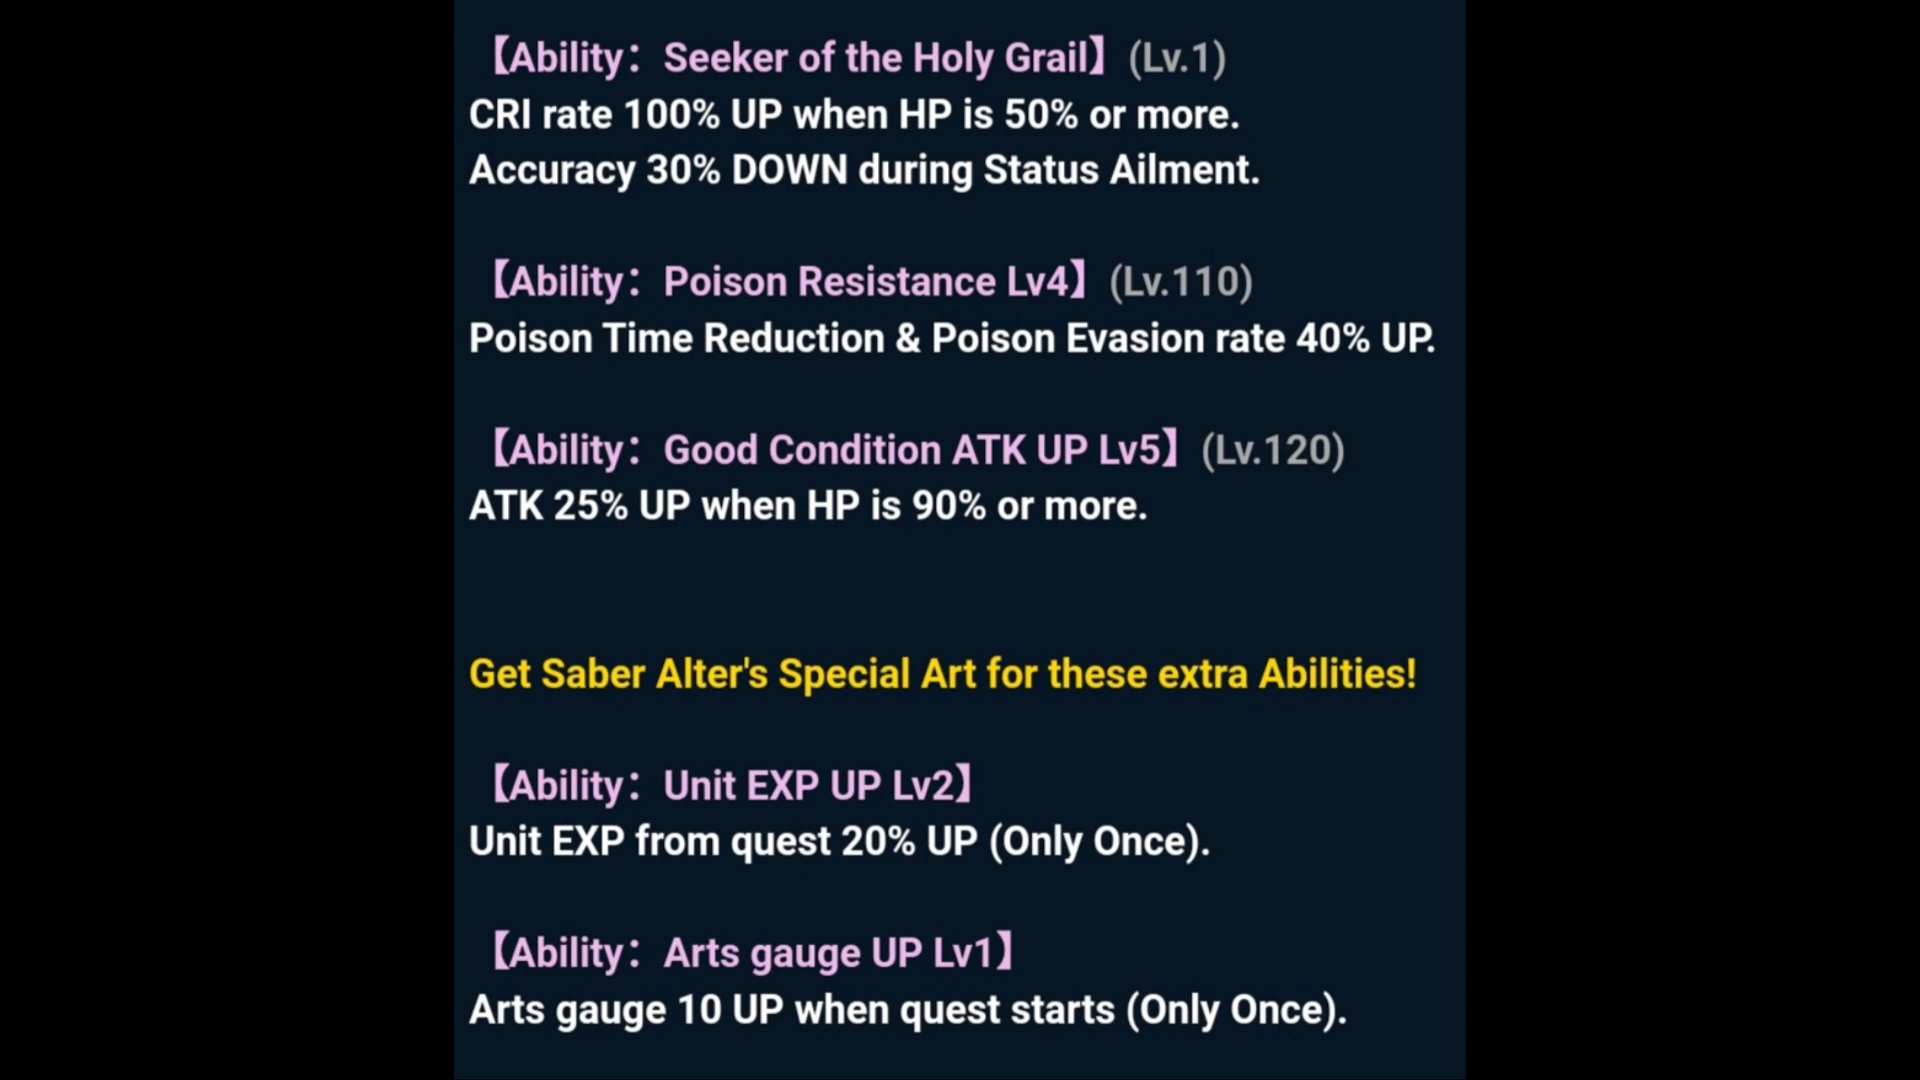 【Ability：Seeker of the Holy Grail】(Lv.1)
CRI rate 100% UP when HP is 50% or more.
Accuracy 30% DOWN during Status Ailment.
【Ability：Poison Resistance Lv4】(Lv.110)
Poison Time Reduction & Poison Evasion rate 40% UP.
【Ability：Good Condition ATK UP Lv5】(Lv.120)
ATK 25% UP when HP is 90% or more.
Get Saber Alter's Special Art for these extra Abilities!
【Ability：Unit EXP UP Lv2】
Unit EXP from quest 20% UP (Only Once).
【Ability：Arts gauge UP Lv1】
Arts gauge 10 UP when quest starts (Only Once).